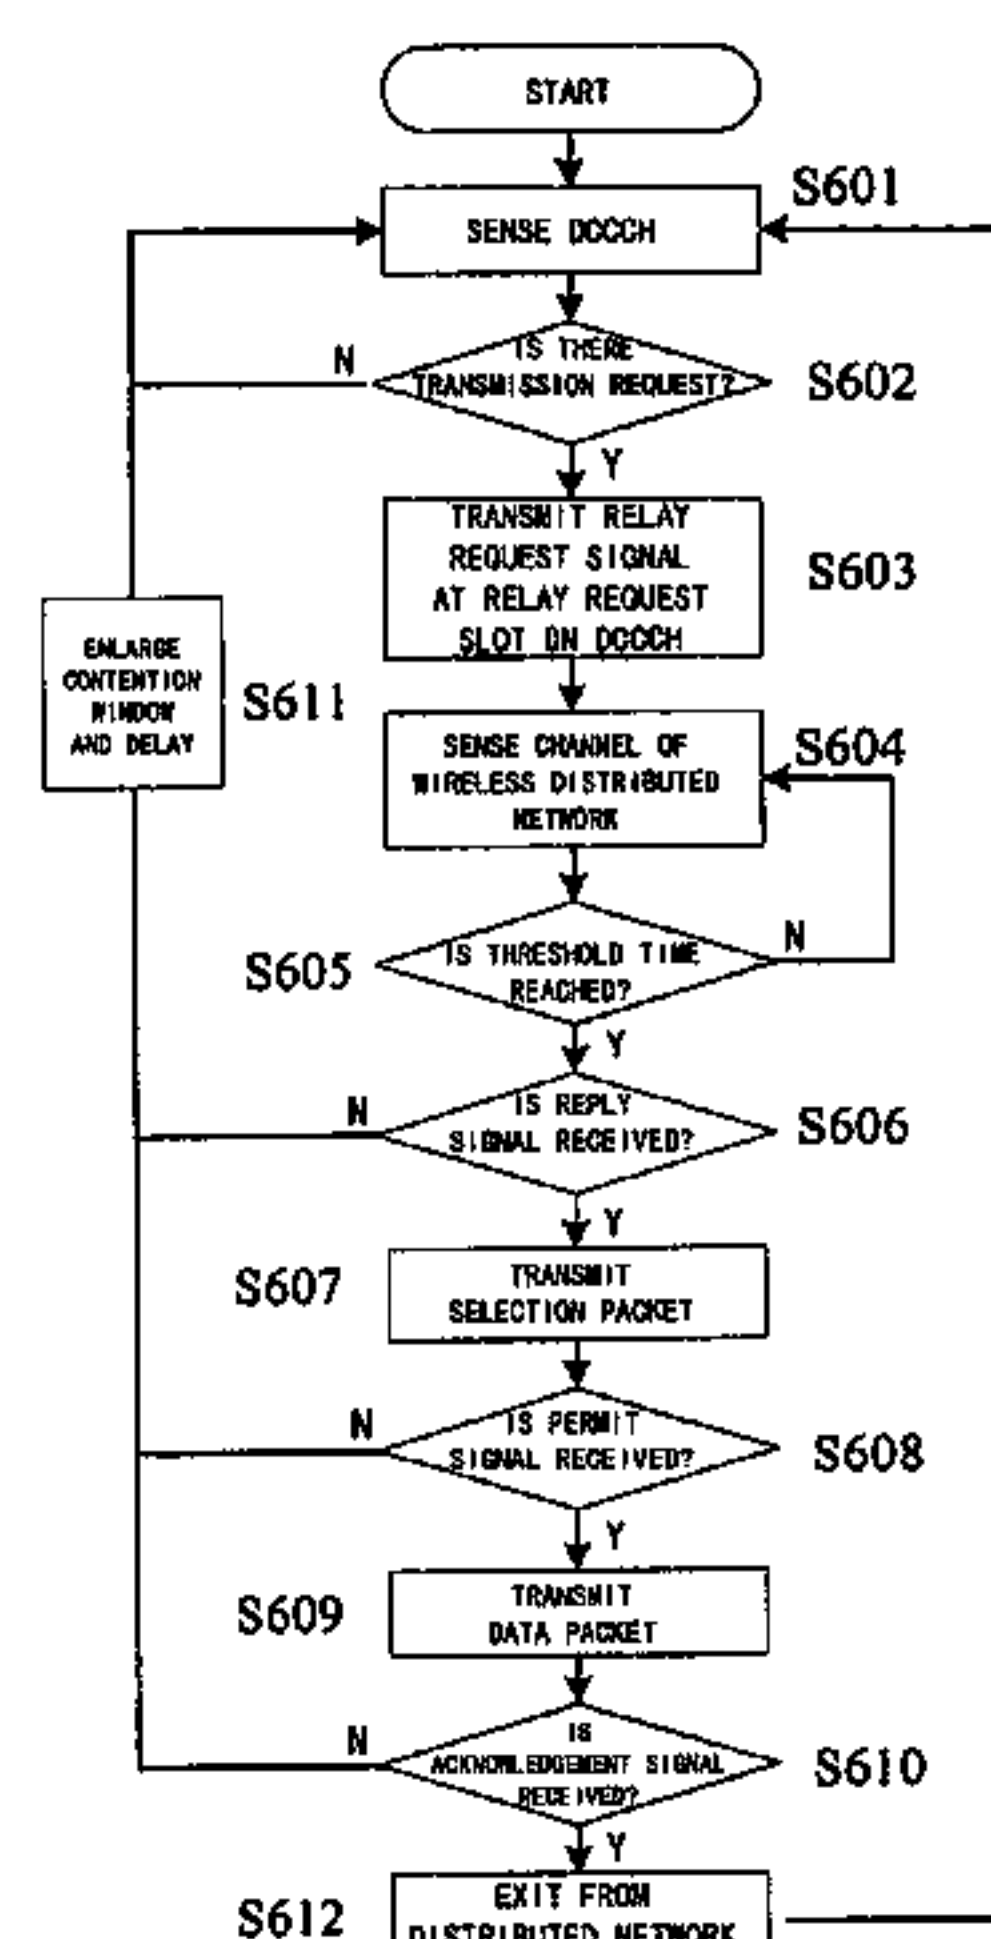 START
S601
SENSE DCCCH
N
IS THERE
TRANSMISSION REQUEST?
S602
Y
TRANSMIT RELAY
REQUEST SIGNAL
AT RELAY REQUEST
SLOT ON DCCCH
S603
ENLARGE
CONTENTION
WINDOW
AND DELAY
S611
SENSE CHANNEL OF
WIRELESS DISTRIBUTED
NETWORK
S604
S605
IS THRESHOLD TIME
REACHED?
N
Y
N
IS REPLY
SIGNAL RECEIVED?
S606
Y
S607
TRANSMIT
SELECTION PACKET
N
IS PERMIT
SIGNAL RECEIVED?
S608
Y
S609
TRANSMIT
DATA PACKET
N
IS
ACKNOWLEDGEMENT SIGNAL
RECEIVED?
S610
Y
S612
EXIT FROM
DISTRIBUTED NETWORK